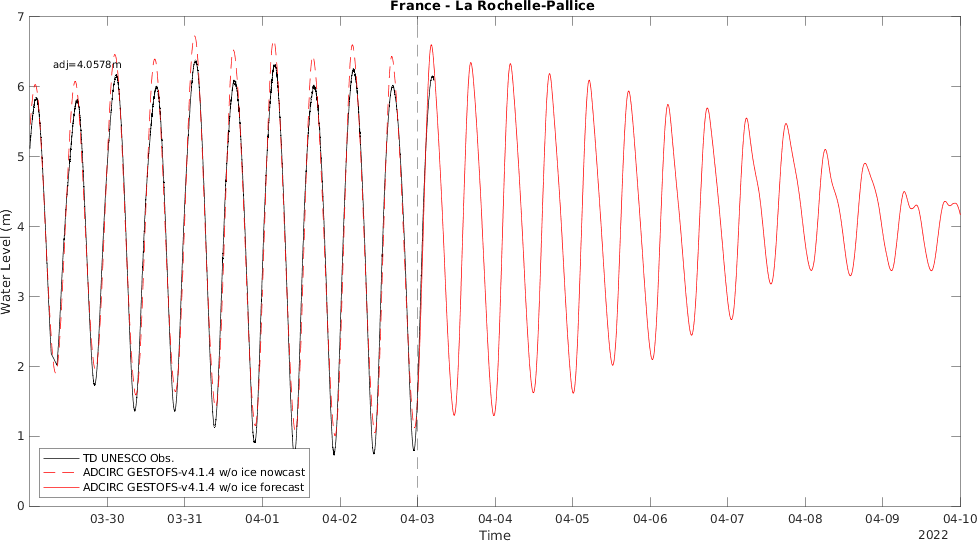 France - La Rochelle-Pallice
adj=4.0578m
7
6
5
4
3
2
1
0
Water Level (m)
TD UNESCO Obs.
ADCIRC GESTOFS-v4.1.4 w/o ice nowcast
ADCIRC GESTOFS-v4.1.4 w/o ice forecast
03-30 03-31 04-01 04-02 04-03 04-04 04-05 04-06 04-07 04-08 04-09 04-10
Time
2022